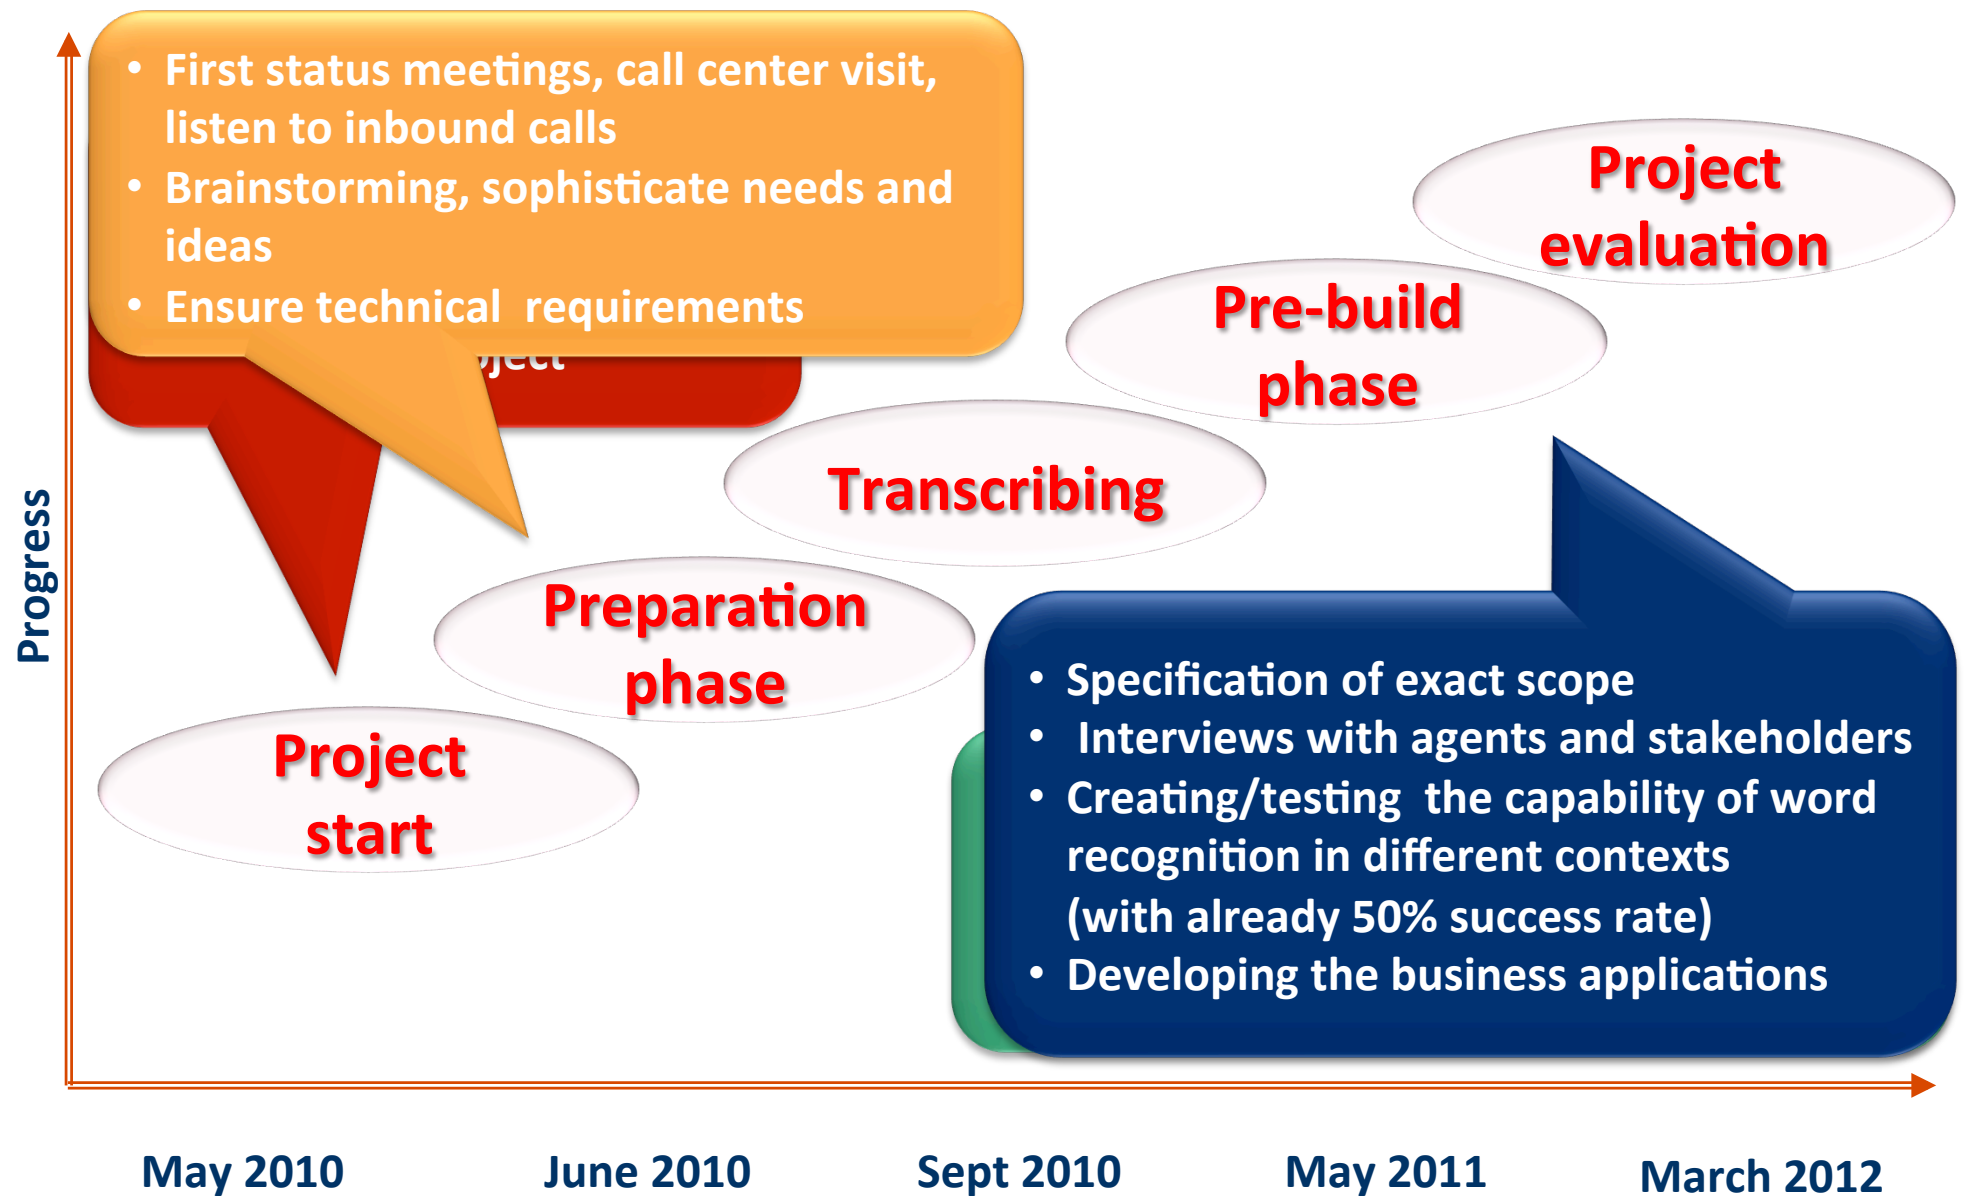 • First status meetings, call center visit,
listen to inbound calls
• Brainstorming, sophisticate needs and
ideas
• Ensure technical  requirements
Project
evaluation
Pre-build
phase
Transcribing
Preparation
phase
Project
start
• Specification of exact scope
•  Interviews with agents and stakeholders
• Creating/testing  the capability of word
recognition in different contexts
(with already 50% success rate)
• Developing the business applications
Progress
May 2010
June 2010
Sept 2010
May 2011
March 2012